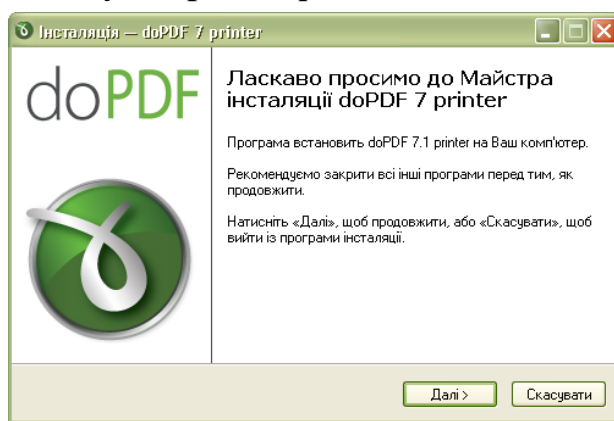 Інсталяція — doPDF 7 printer
doPDF
Ласкаво просимо до Майстра
інсталяції doPDF 7 printer
Програма встановить doPDF 7.1 printer на Ваш комп'ютер.
Рекомендуємо закрити всі інші програми перед тим, як
продовжити.
Натисніть «Далі», щоб продовжити, або «Скасувати», щоб
вийти із програми інсталяції.
Далі >
Скасувати